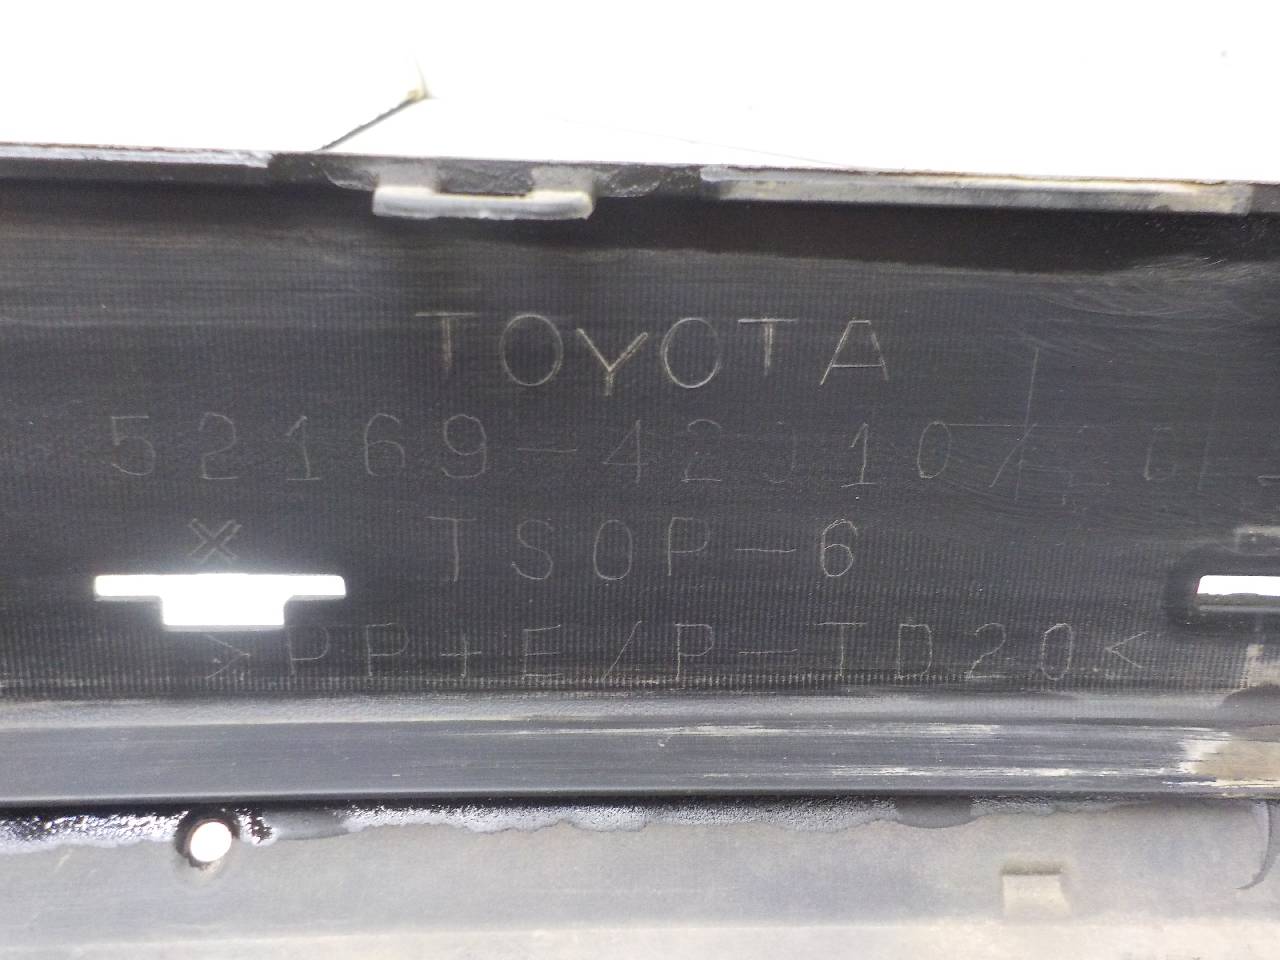 TOYOTA
52169-42010/
× TSOP-6
>PP+E/P-TD20<